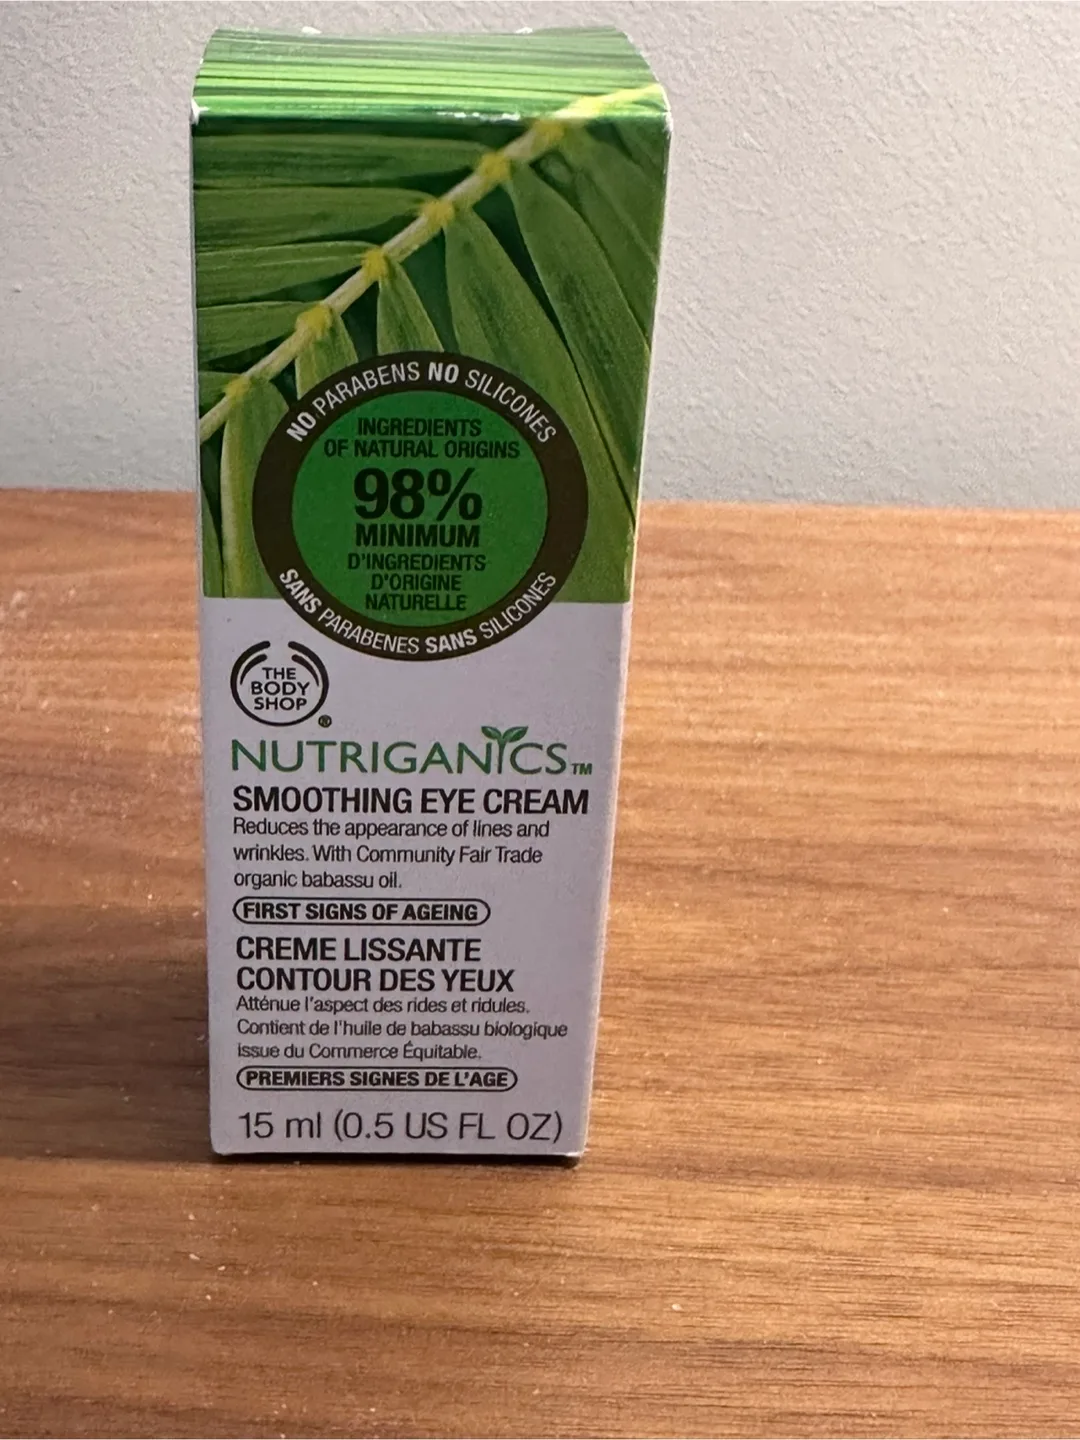 NO PARABENS NO SILICONES
INGREDIENTS
OF NATURAL ORIGINS
98%
MINIMUM
D'INGREDIENTS
D'ORIGINE
NATURELLE
SANS PARABENES SANS SILICONES
THE
BODY
SHOP
®
NUTRIGANICS™
SMOOTHING EYE CREAM
Reduces the appearance of lines and
wrinkles. With Community Fair Trade
organic babassu oil.
FIRST SIGNS OF AGEING
CREME LISSANTE
CONTOUR DES YEUX
Atténue l'aspect des rides et ridules.
Contient de l'huile de babassu biologique
issue du Commerce Équitable.
PREMIERS SIGNES DE L'AGE
15 ml (0.5 US FL OZ)